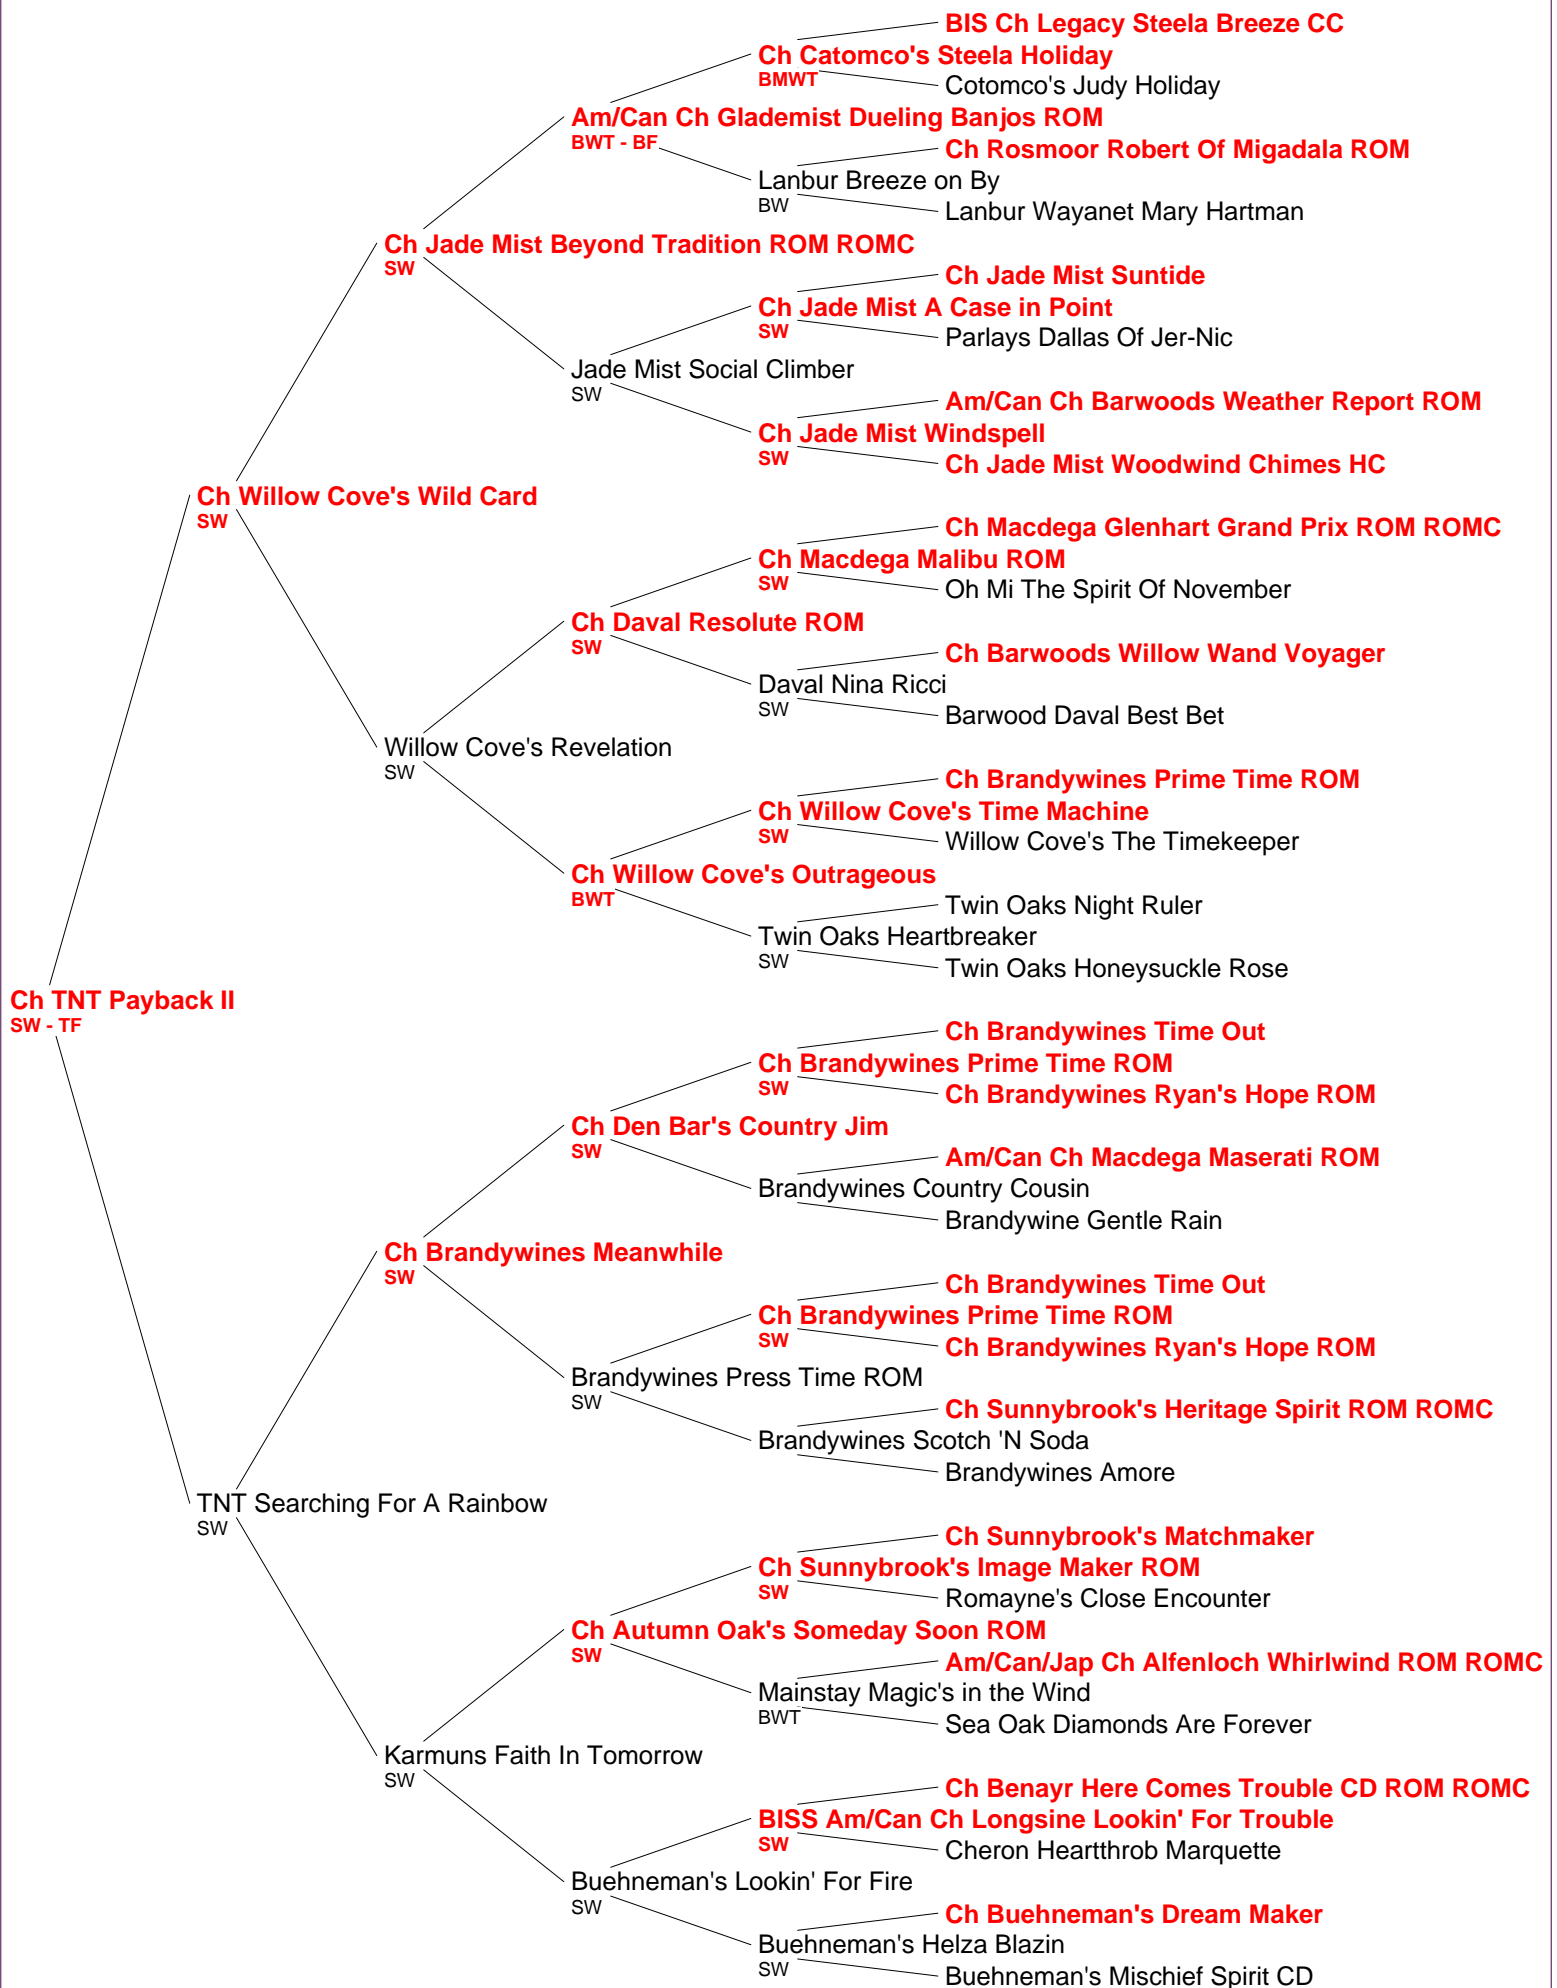 BIS Ch Legacy Steela Breeze CC
Ch Catomco's Steela Holiday
BMWT
Cotomco's Judy Holiday
Am/Can Ch Glademist Dueling Banjos ROM
BWT - BF
Ch Rosmoor Robert Of Migadala ROM
Lanbur Breeze on By
BW
Lanbur Wayanet Mary Hartman
Ch Jade Mist Beyond Tradition ROM ROMC
SW
Ch Jade Mist Suntide
Ch Jade Mist A Case in Point
SW
Parlays Dallas Of Jer-Nic
Jade Mist Social Climber
SW
Am/Can Ch Barwoods Weather Report ROM
Ch Jade Mist Windspell
SW
Ch Jade Mist Woodwind Chimes HC
Ch Willow Cove's Wild Card
SW
Ch Macdega Glenhart Grand Prix ROM ROMC
Ch Macdega Malibu ROM
SW
Oh Mi The Spirit Of November
Ch Daval Resolute ROM
SW
Ch Barwoods Willow Wand Voyager
Daval Nina Ricci
SW
Barwood Daval Best Bet
Willow Cove's Revelation
SW
Ch Brandywines Prime Time ROM
Ch Willow Cove's Time Machine
SW
Willow Cove's The Timekeeper
Ch Willow Cove's Outrageous
BWT
Twin Oaks Night Ruler
Twin Oaks Heartbreaker
SW
Twin Oaks Honeysuckle Rose
Ch TNT Payback II
SW - TF
Ch Brandywines Time Out
Ch Brandywines Prime Time ROM
SW
Ch Brandywines Ryan's Hope ROM
Ch Den Bar's Country Jim
SW
Am/Can Ch Macdega Maserati ROM
Brandywines Country Cousin
Brandywine Gentle Rain
Ch Brandywines Meanwhile
SW
Ch Brandywines Time Out
Ch Brandywines Prime Time ROM
SW
Ch Brandywines Ryan's Hope ROM
Brandywines Press Time ROM
SW
Ch Sunnybrook's Heritage Spirit ROM ROMC
Brandywines Scotch 'N Soda
Brandywines Amore
TNT Searching For A Rainbow
SW
Ch Sunnybrook's Matchmaker
Ch Sunnybrook's Image Maker ROM
SW
Romayne's Close Encounter
Ch Autumn Oak's Someday Soon ROM
SW
Am/Can/Jap Ch Alfenloch Whirlwind ROM ROMC
Mainstay Magic's in the Wind
BWT
Sea Oak Diamonds Are Forever
Karmuns Faith In Tomorrow
SW
Ch Benayr Here Comes Trouble CD ROM ROMC
BISS Am/Can Ch Longsine Lookin' For Trouble
SW
Cheron Heartthrob Marquette
Buehneman's Lookin' For Fire
SW
Ch Buehneman's Dream Maker
Buehneman's Helza Blazin
SW
Buehneman's Mischief Spirit CD